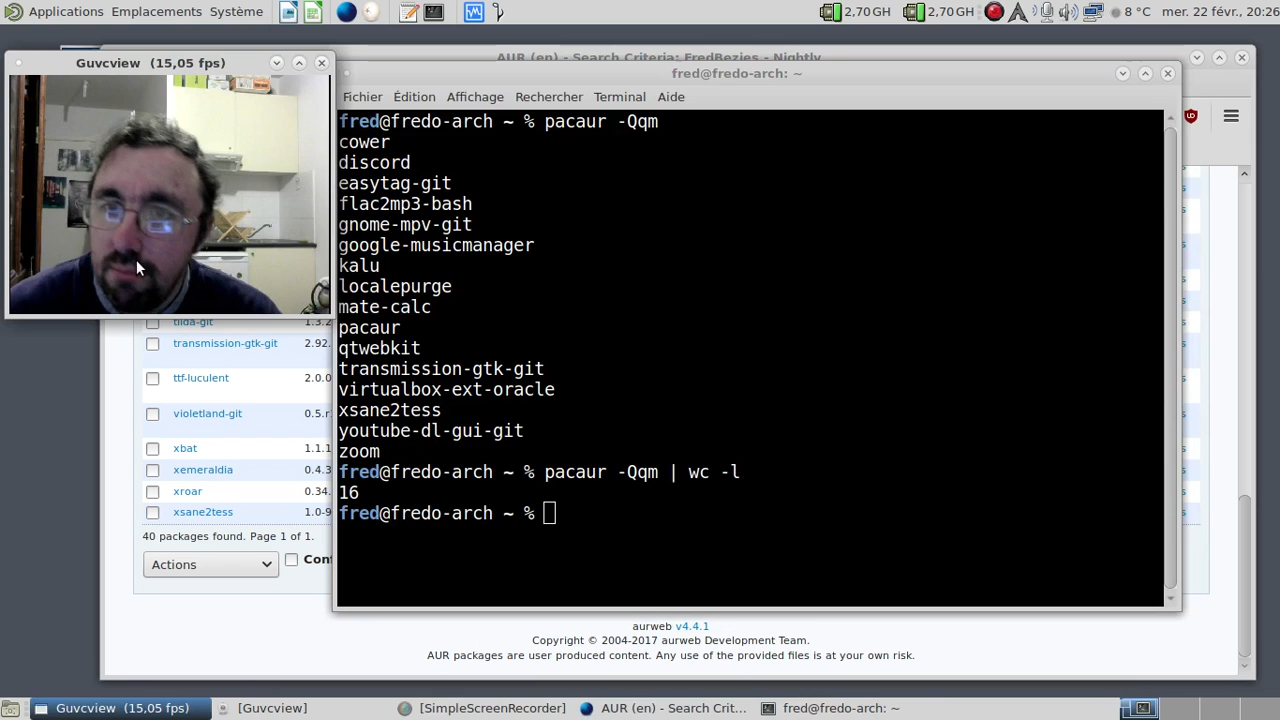 Applications Emplacements Système
2,70 GH 2,70 GH 8 °C mer. 22 févr., 20:26
AUR (en) - Search Criteria: FredBezies - Nightly
Guvcview (15,05 fps)
fred@fredo-arch: ~
Fichier Édition Affichage Rechercher Terminal Aide
fred@fredo-arch ~ % pacaur -Qqm
cower
discord
easytag-git
flac2mp3-bash
gnome-mpv-git
google-musicmanager
kalu
localepurge
mate-calc
pacaur
qtwebkit
transmission-gtk-git
virtualbox-ext-oracle
xsane2tess
youtube-dl-gui-git
zoom
fred@fredo-arch ~ % pacaur -Qqm | wc -l
16
fred@fredo-arch ~ %
tilda-git 1.3.2
transmission-gtk-git 2.92.
ttf-luculent 2.0.0
violetland-git 0.5.r
xbat 1.1.1
xemeraldia 0.4.3
xroar 0.34.
xsane2tess 1.0-9
40 packages found. Page 1 of 1.
Actions Con
aurweb v4.4.1
Copyright © 2004-2017 aurweb Development Team.
AUR packages are user produced content. Any use of the provided files is at your own risk.
Guvcview (15,05 fps) [Guvcview] [SimpleScreenRecorder] AUR (en) - Search Crit... fred@fredo-arch: ~